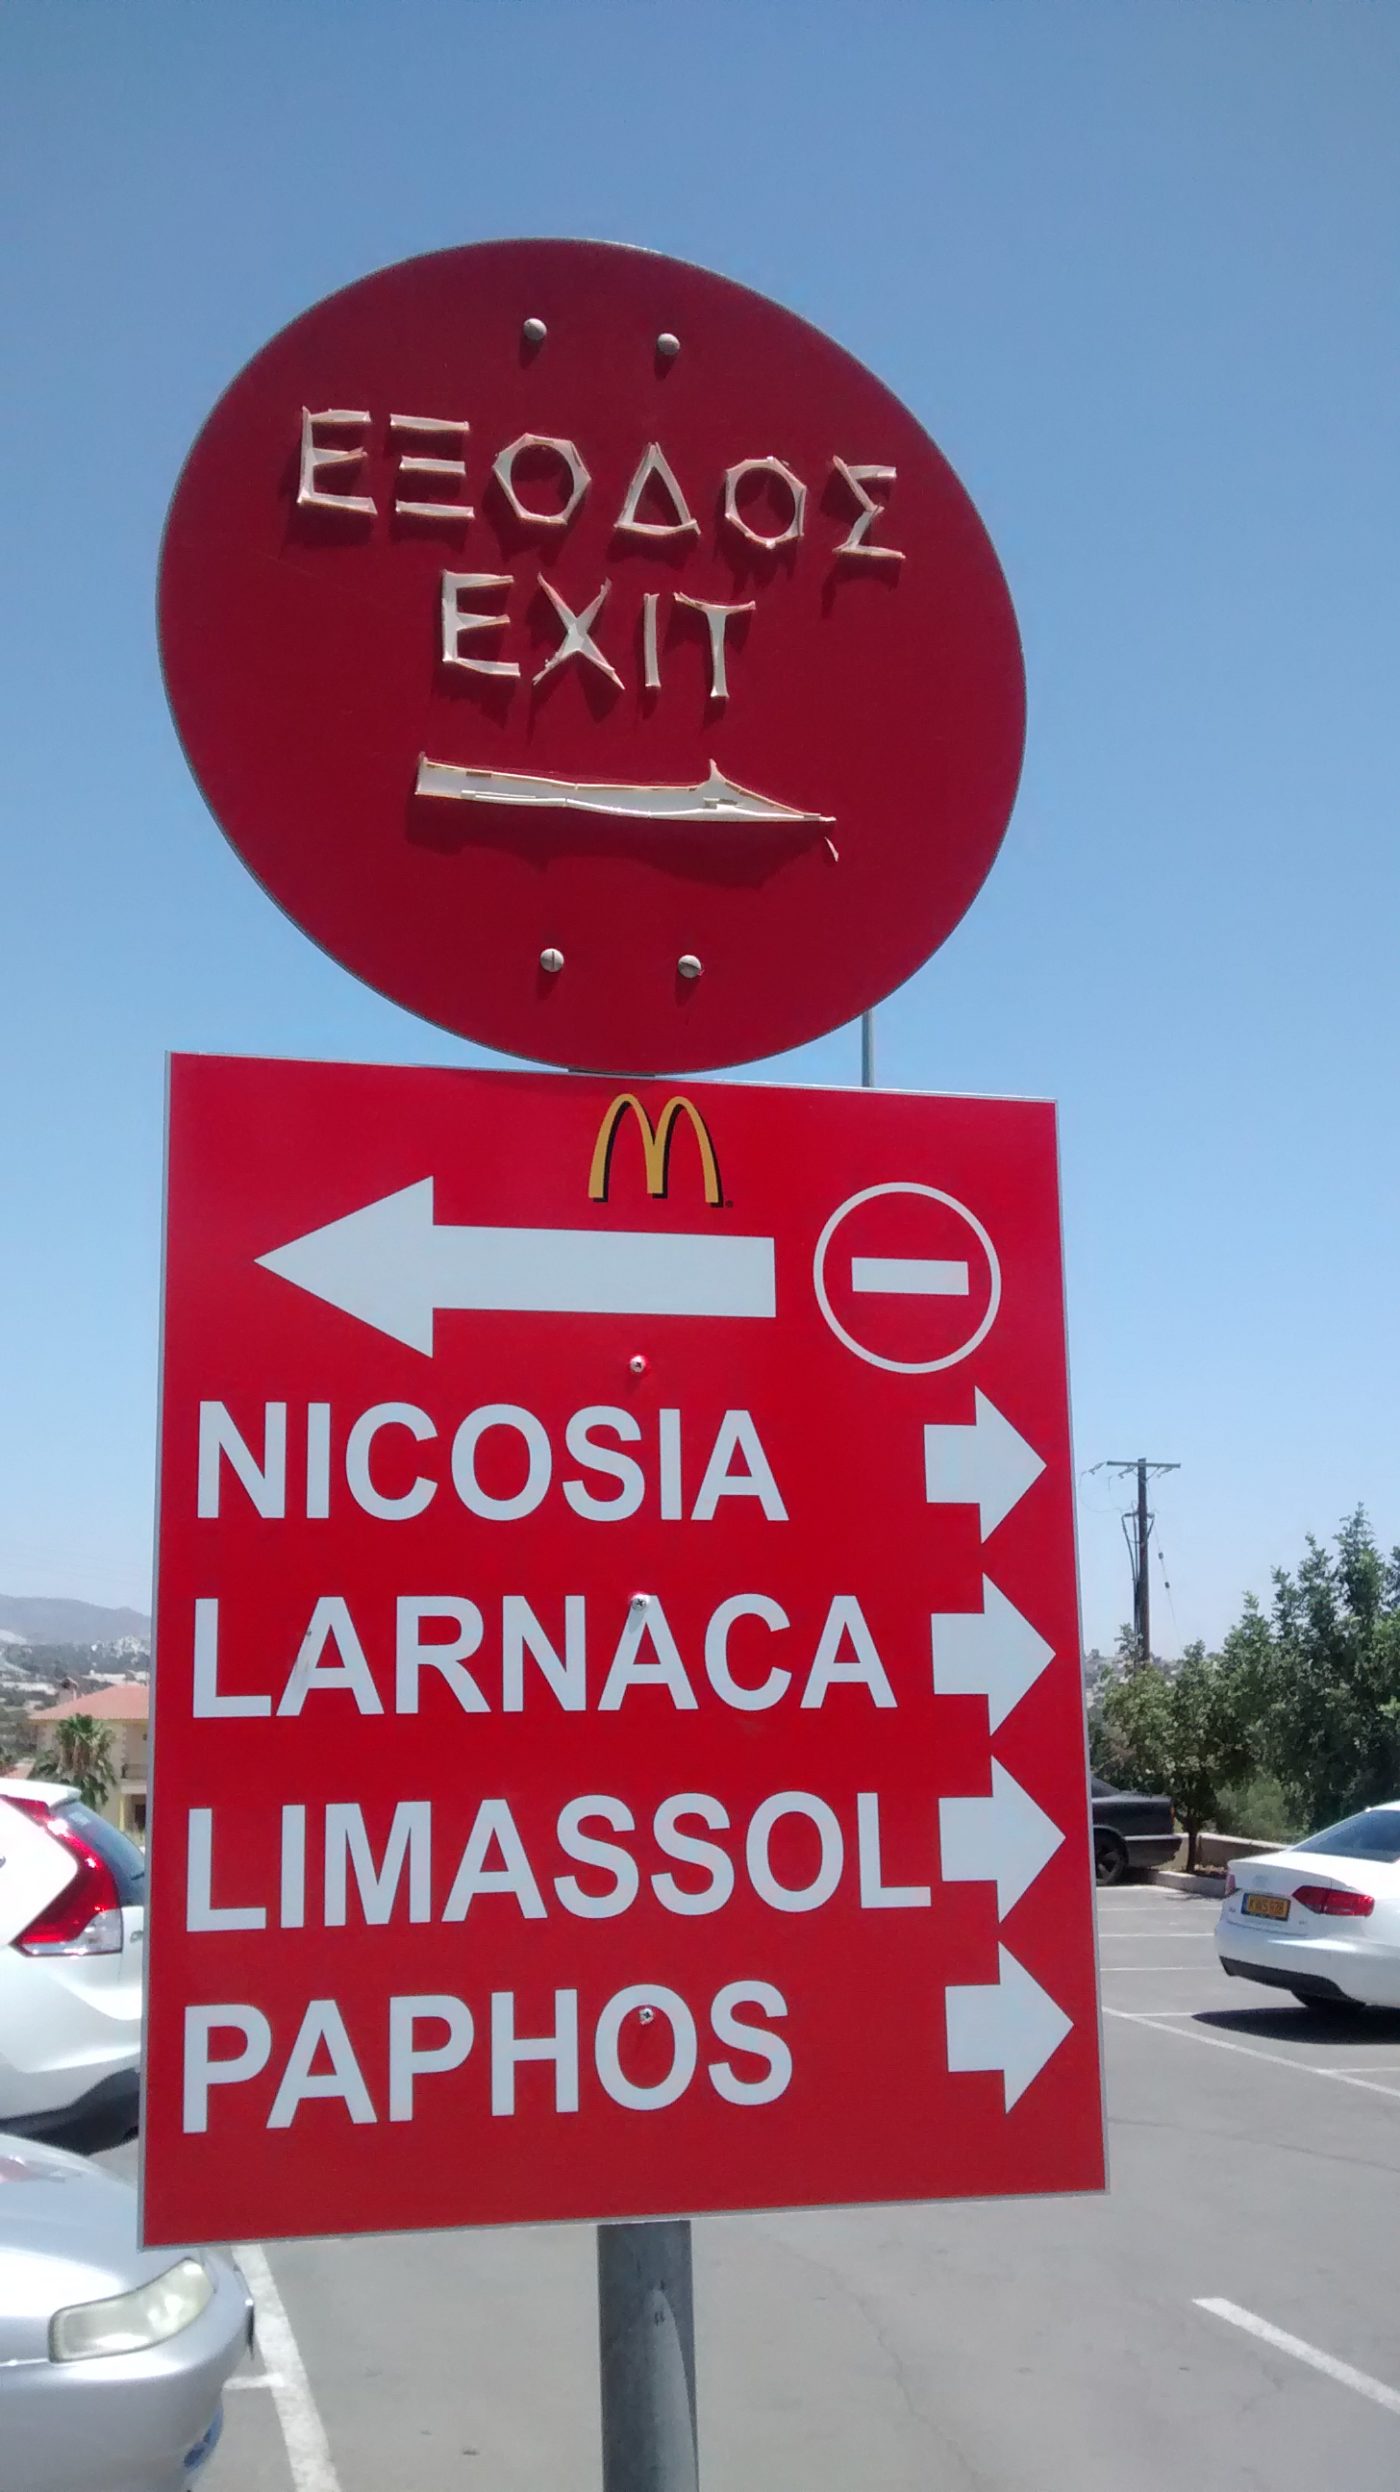 ΕΞΟΔΟΣ
EXIT
NICOSIA
LARNACA
LIMASSOL
PAPHOS